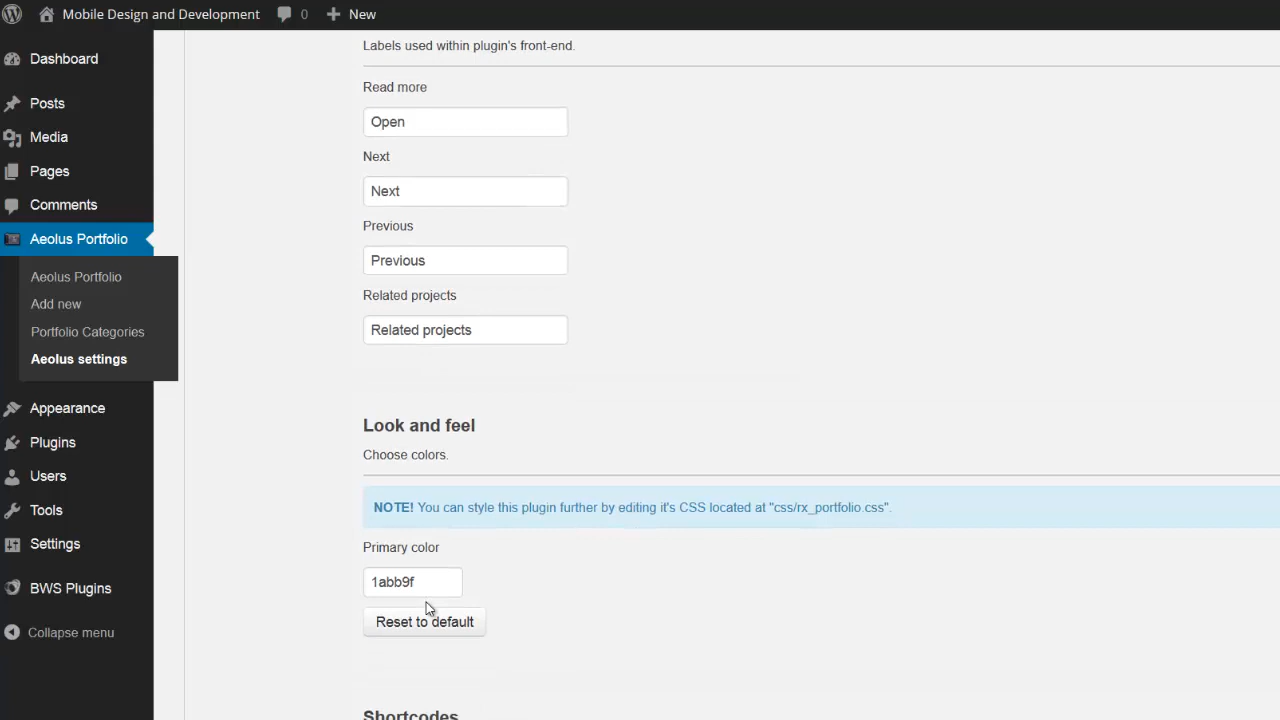 Mobile Design and Development 0 New
Dashboard
Posts
Media
Pages
Comments
Aeolus Portfolio
Aeolus Portfolio
Add new
Portfolio Categories
Aeolus settings
Appearance
Plugins
Users
Tools
Settings
BWS Plugins
Collapse menu
Labels used within plugin's front-end.
Read more
Open
Next
Next
Previous
Previous
Related projects
Related projects
Look and feel
Choose colors.
NOTE! You can style this plugin further by editing it's CSS located at "css/rx_portfolio.css".
Primary color
1abb9f
Reset to default
Shortcodes